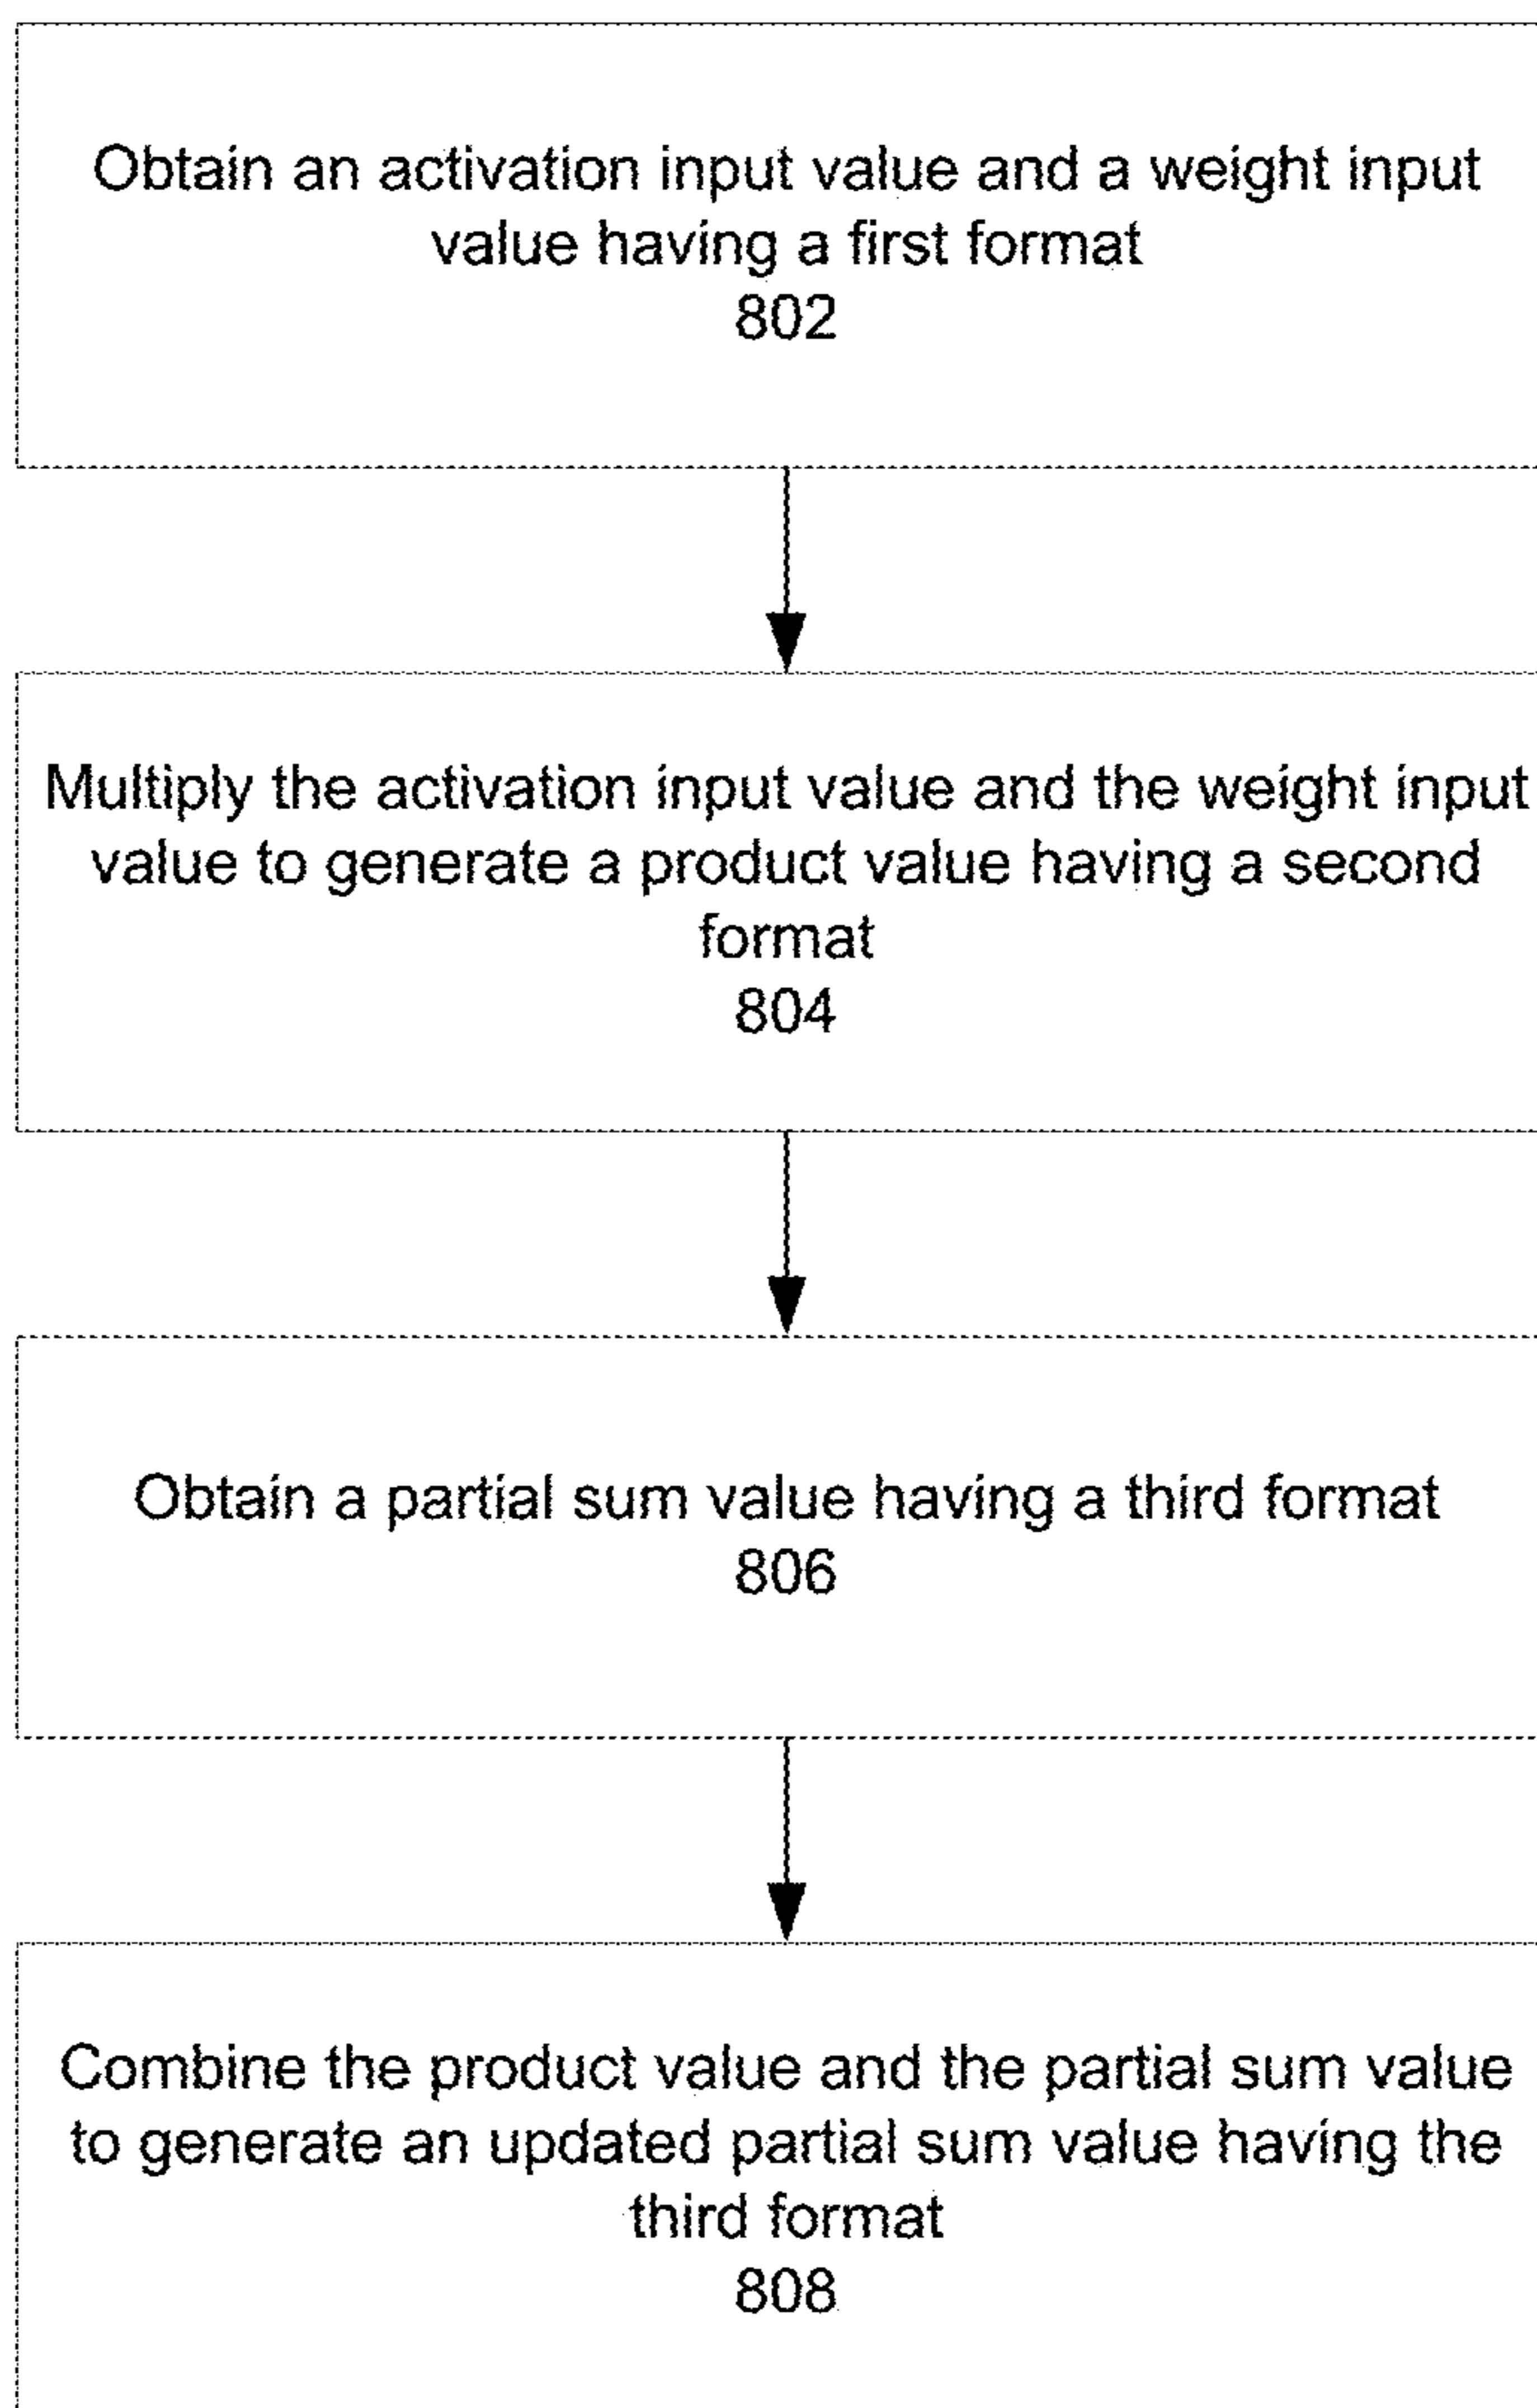 Obtain an activation input value and a weight input
value having a first format
802
Multiply the activation input value and the weight input
value to generate a product value having a second
format
804
Obtain a partial sum value having a third format
806
Combine the product value and the partial sum value
to generate an updated partial sum value having the
third format
808